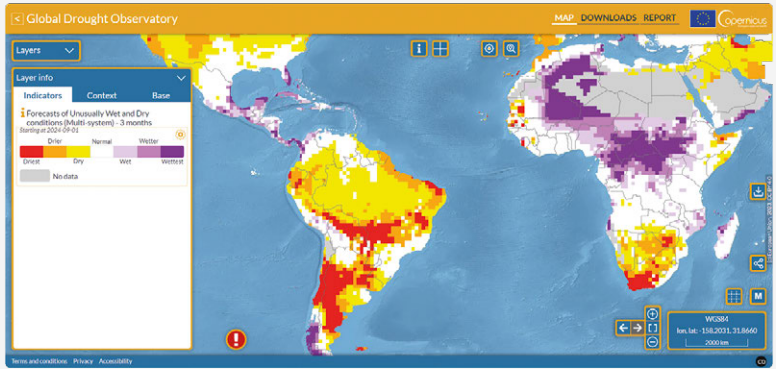 < Global Drought Observatory
MAP DOWNLOADS REPORT
Copernicus
Layers
Layer info
Indicators Context Base
Forecasts of Unusually Wet and Dry
conditions (Multi-system) - 3 months
Starting at 2024-09-01
Drier Normal Wetter
Driest Dry Wet Wettest
No data
M
WGS84
lon, lat: -158.2031, 31.8660
2000 km
Terms and conditions Privacy Accessibility